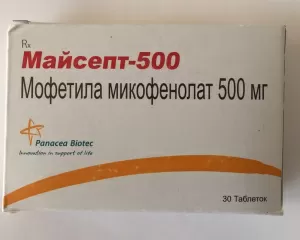 Rx
Майсепт-500
Мофетила микофенолат 500 мг
Panacea Biotec
Innovation in support of life
30 Таблеток